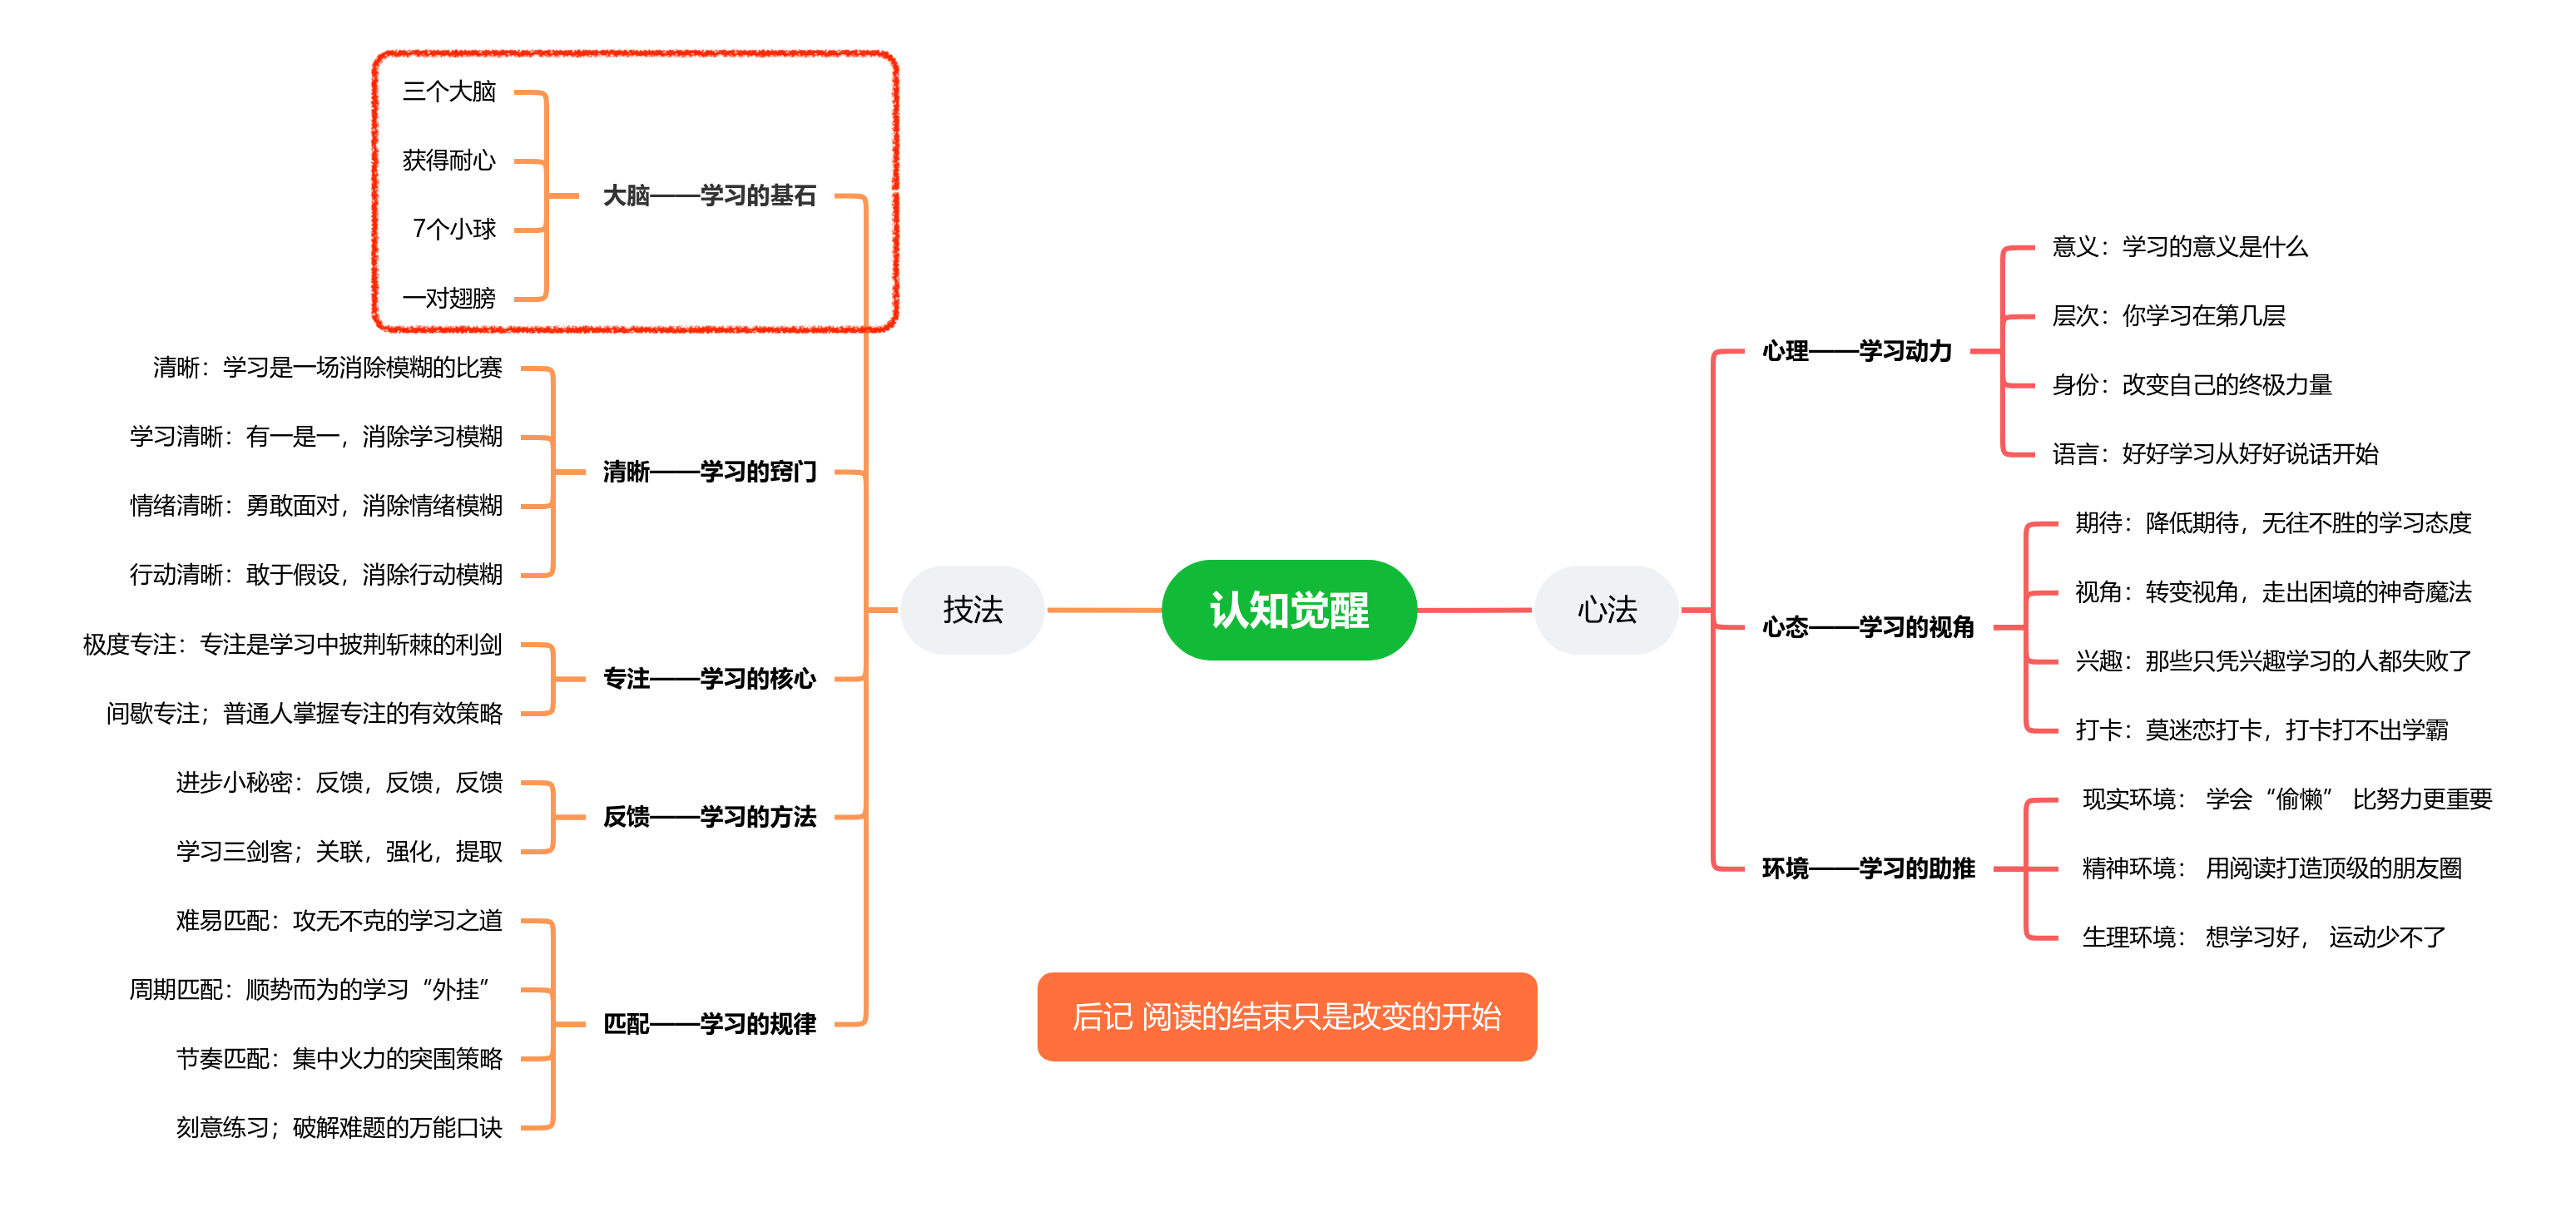 认知觉醒
技法
大脑——学习的基石
三个大脑
获得耐心
7个小球
一对翅膀
清晰——学习的窍门
清晰：学习是一场消除模糊的比赛
学习清晰：有一是一，消除学习模糊
情绪清晰：勇敢面对，消除情绪模糊
行动清晰：敢于假设，消除行动模糊
专注——学习的核心
极度专注：专注是学习中披荆斩棘的利剑
间歇专注；普通人掌握专注的有效策略
反馈——学习的方法
进步小秘密：反馈，反馈，反馈
学习三剑客；关联，强化，提取
匹配——学习的规律
难易匹配：攻无不克的学习之道
周期匹配：顺势而为的学习“外挂”
节奏匹配：集中火力的突围策略
刻意练习；破解难题的万能口诀
心法
心理——学习动力
意义：学习的意义是什么
层次：你学习在第几层
身份：改变自己的终极力量
语言：好好学习从好好说话开始
心态——学习的视角
期待：降低期待，无往不胜的学习态度
视角：转变视角，走出困境的神奇魔法
兴趣：那些只凭兴趣学习的人都失败了
打卡：莫迷恋打卡，打卡打不出学霸
环境——学习的助推
现实环境： 学会“偷懒” 比努力更重要
精神环境： 用阅读打造顶级的朋友圈
生理环境： 想学习好， 运动少不了
后记 阅读的结束只是改变的开始